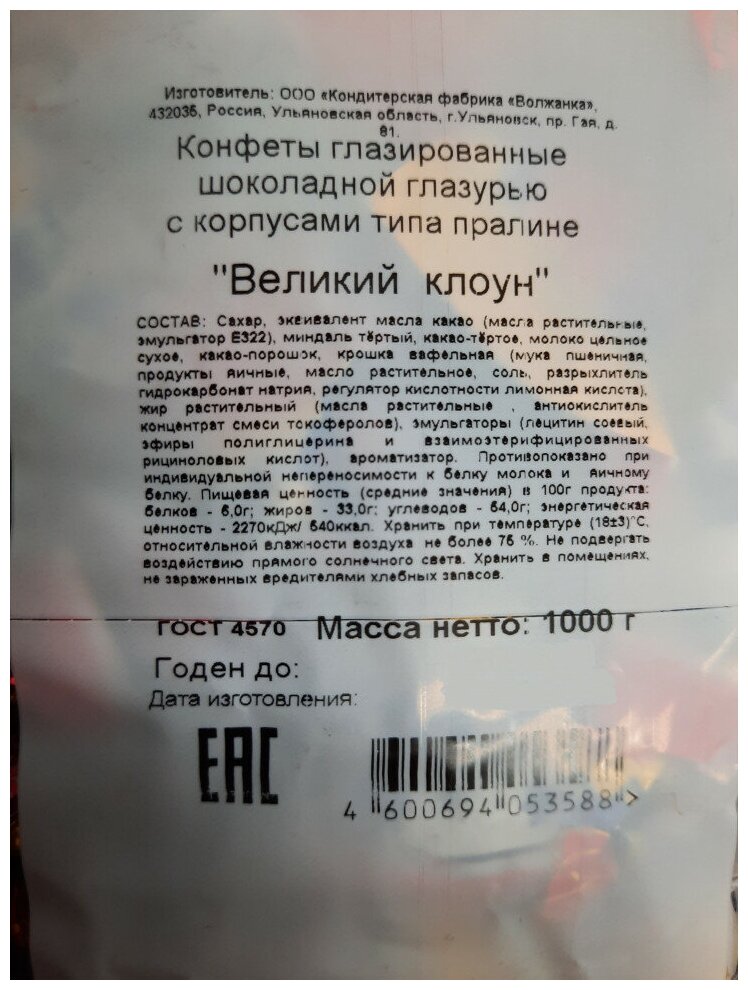 Изготовитель: ООО «Кондитерская фабрика «Волжанка»,
432036, Россия, Ульяновская область, г.Ульяновск, пр. Гая, д.
81.
Конфеты глазированные
шоколадной глазурью
с корпусами типа пралине
"Великий клоун"
СОСТАВ: Сахар, эквивалент масла какао (масла растительные,
эмульгатор Е322), миндаль тёртый, какао-тёртое, молоко цельное
сухое, какао-порошок, крошка вафельная (мука пшеничная,
продукты яичные, масло растительное, соль, разрыхлитель
гидрокарбонат натрия, регулятор кислотности лимонная кислота),
жир растительный (масла растительные , антиокислитель
концентрат смеси токоферолов), эмульгаторы (лецитин соевый,
эфиры полиглицерина и взаимоэтерифицированных
рициноловых кислот), ароматизатор. Противопоказано при
индивидуальной непереносимости к белку молока и яичному
белку. Пищевая ценность (средние значения) в 100г продукта:
белков - 6,0г; жиров - 33,0г; углеводов - 54,0г; энергетическая
ценность - 2270кДж/ 540ккал. Хранить при температуре (18±3)°С,
относительной влажности воздуха не более 75 %. Не подвергать
воздействию прямого солнечного света. Хранить в помещениях,
не зараженных вредителями хлебных запасов.
ГОСТ 4570 Масса нетто: 1000 г
Годен до:
Дата изготовления:
ЕАС
4 600694 053588 >